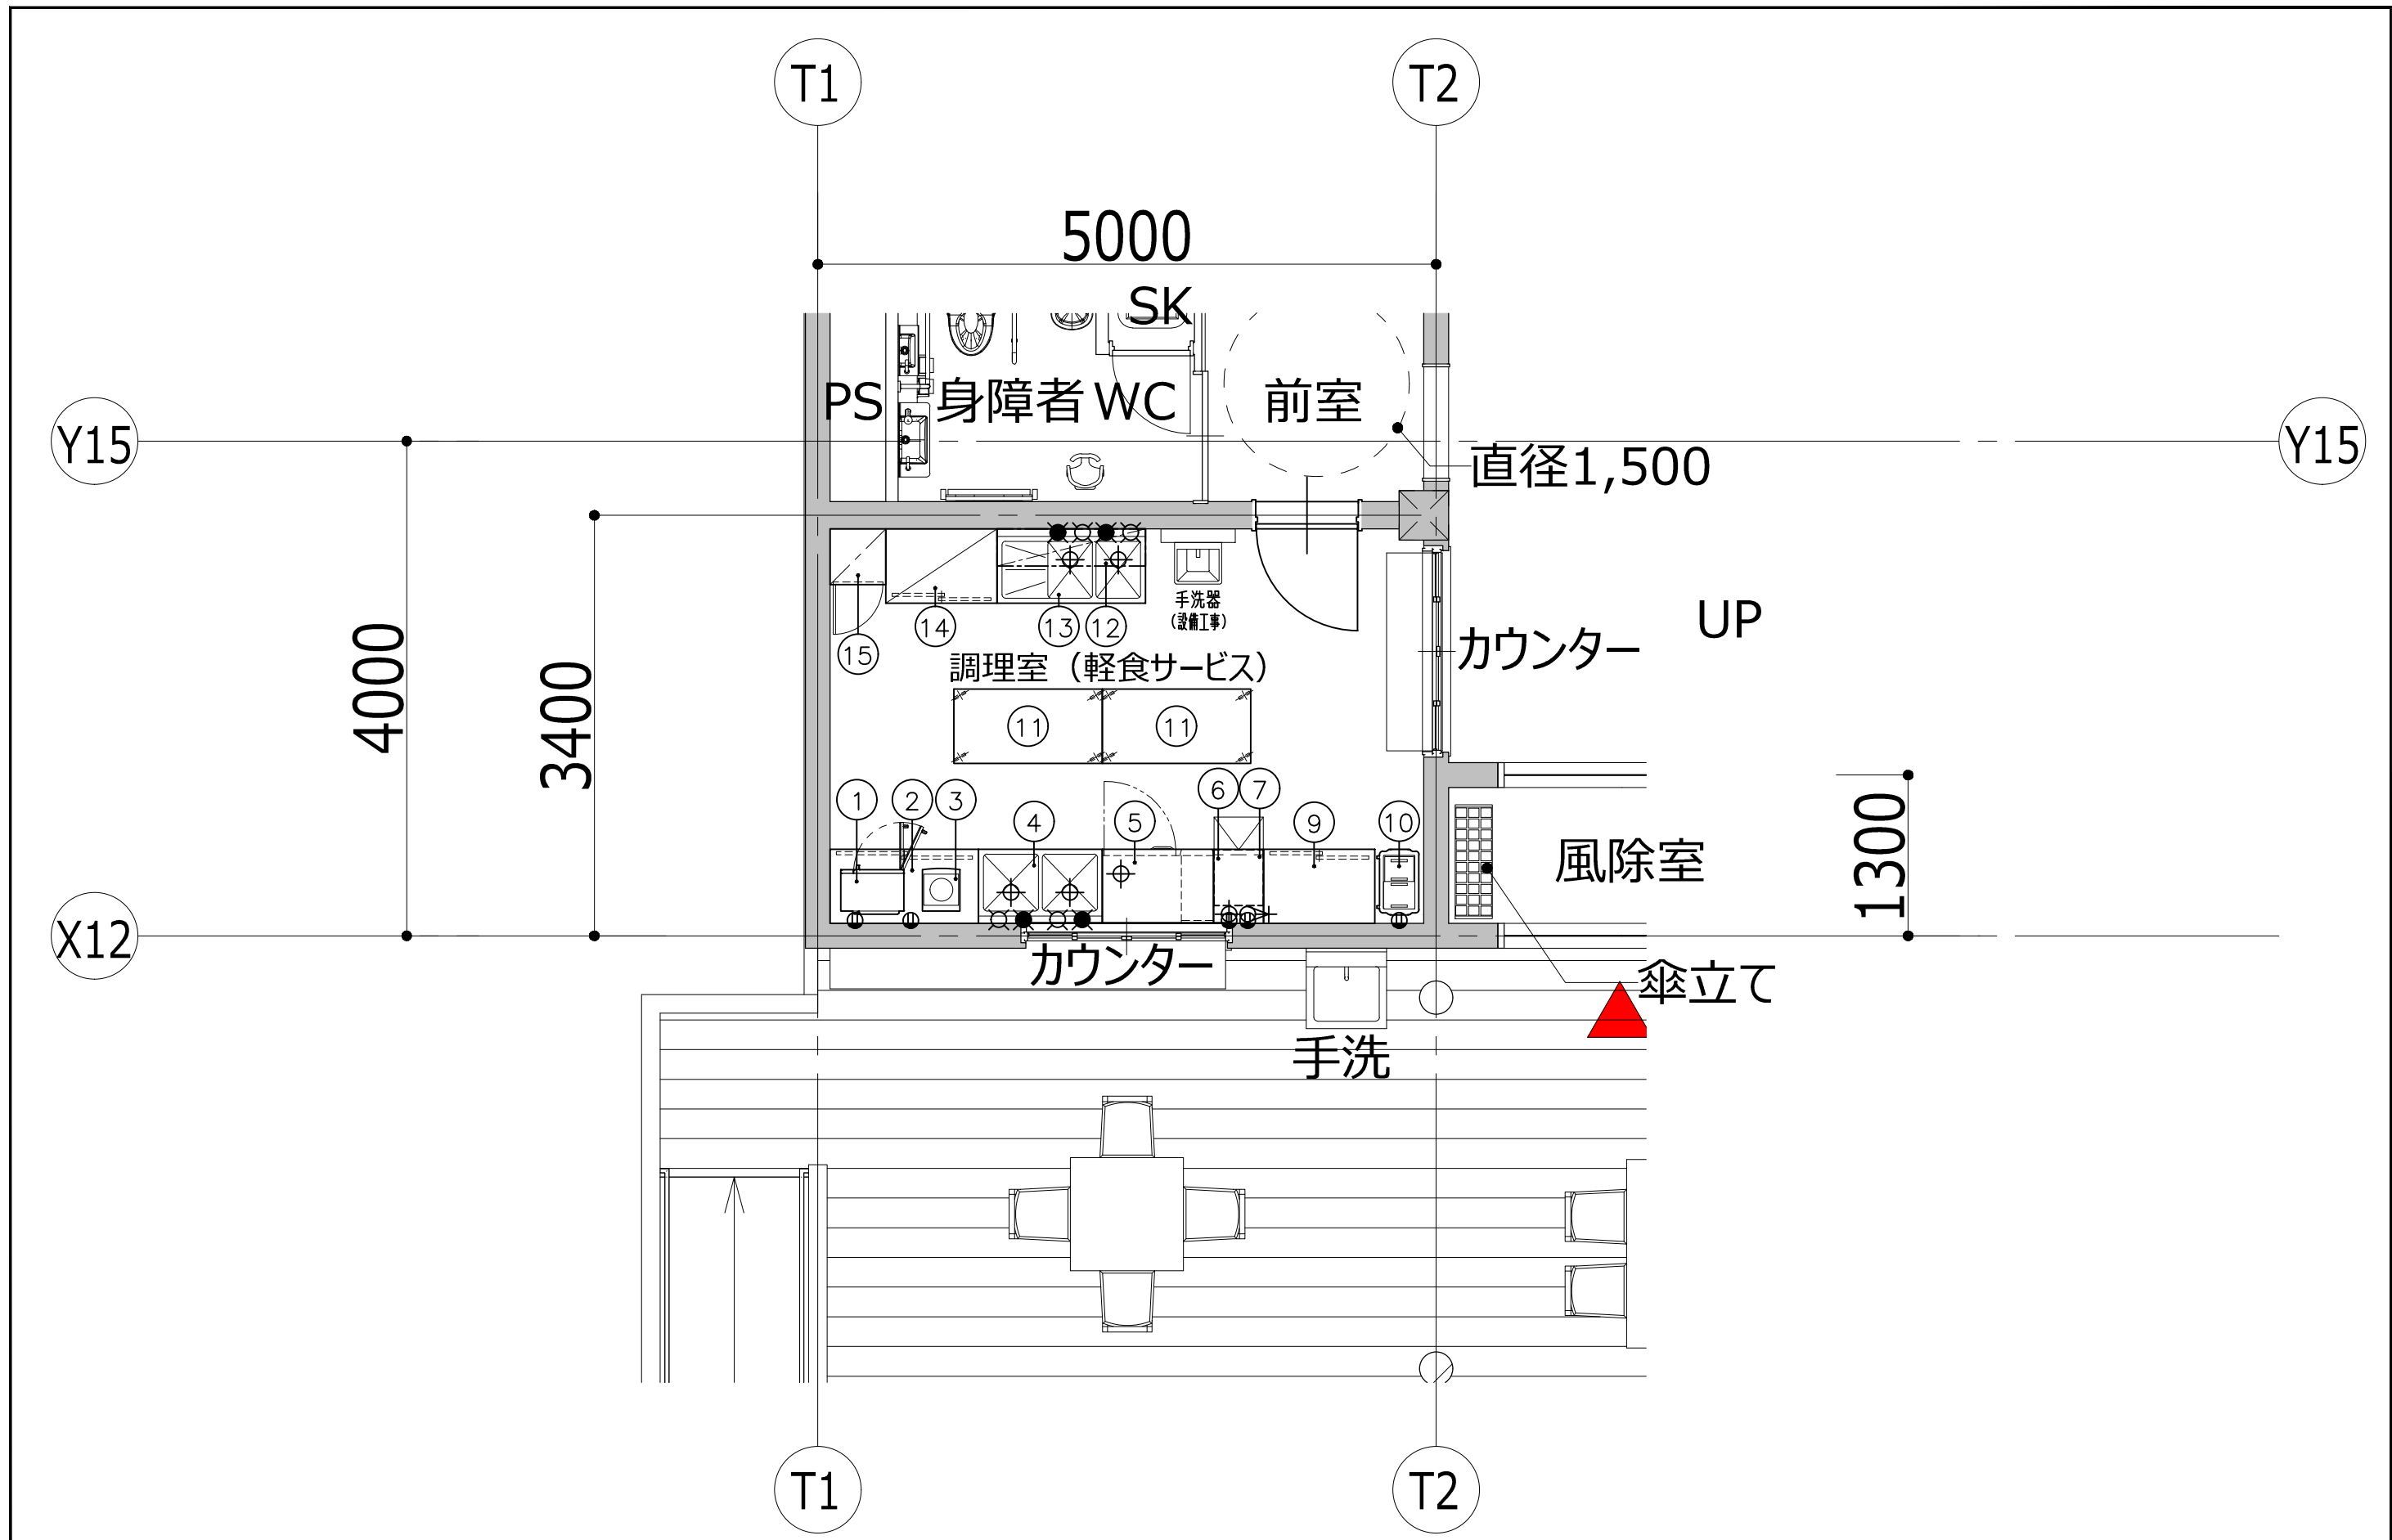 T1
T2
5000
SK
PS
身障者WC
前室
Y15
Y15
直径1,500
手洗器
(設備工事)
UP
カウンター
15
14
13
12
調理室（軽食サービス）
4000
3400
11
11
1
2
3
4
5
6
7
9
10
風除室
1300
X12
カウンター
傘立て
手洗
T1
T2